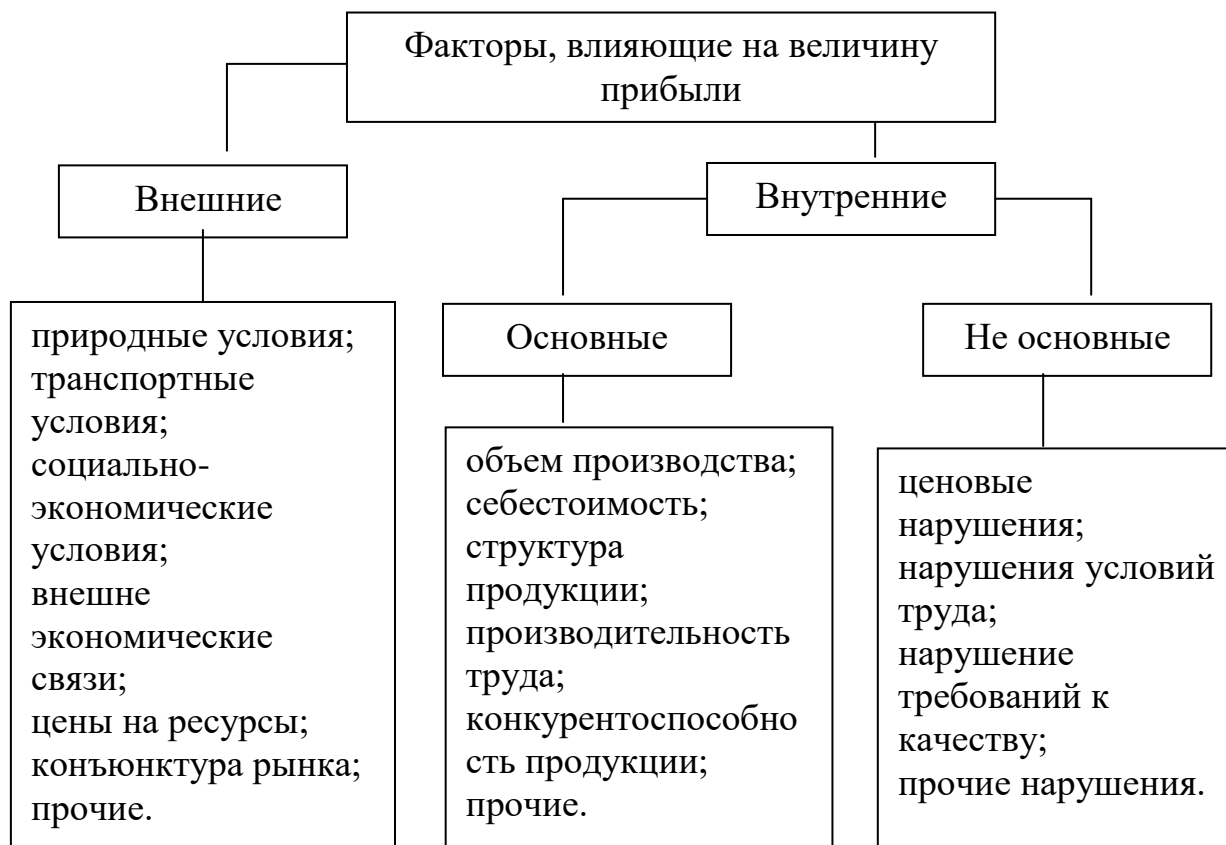 Факторы, влияющие на величину
прибыли
Внешние
Внутренние
Основные
Не основные
природные условия;
транспортные
условия;
социально-
экономические
условия;
внешне
экономические
связи;
цены на ресурсы;
конъюнктура рынка;
прочие.
объем производства;
себестоимость;
структура
продукции;
производительность
труда;
конкурентоспособно
сть продукции;
прочие.
ценовые
нарушения;
нарушения условий
труда;
нарушение
требований к
качеству;
прочие нарушения.